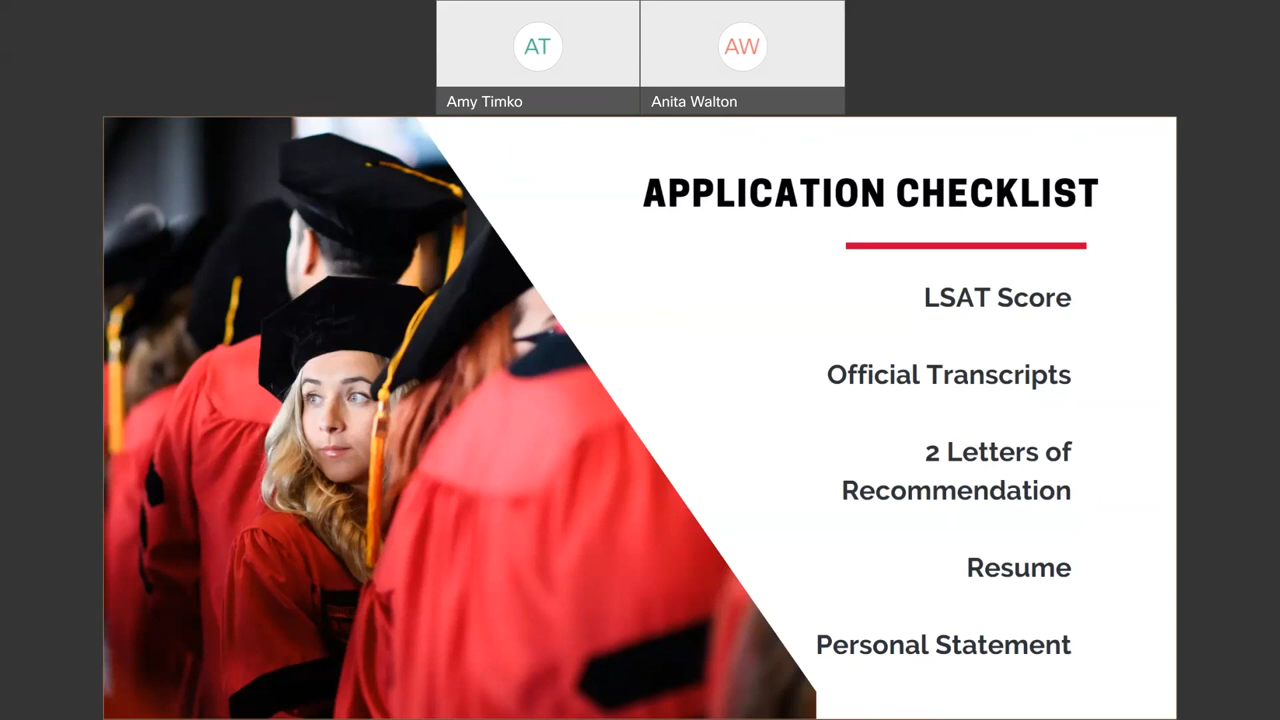 AT
AW
Amy Timko
Anita Walton
APPLICATION CHECKLIST
LSAT Score
Official Transcripts
2 Letters of
Recommendation
Resume
Personal Statement